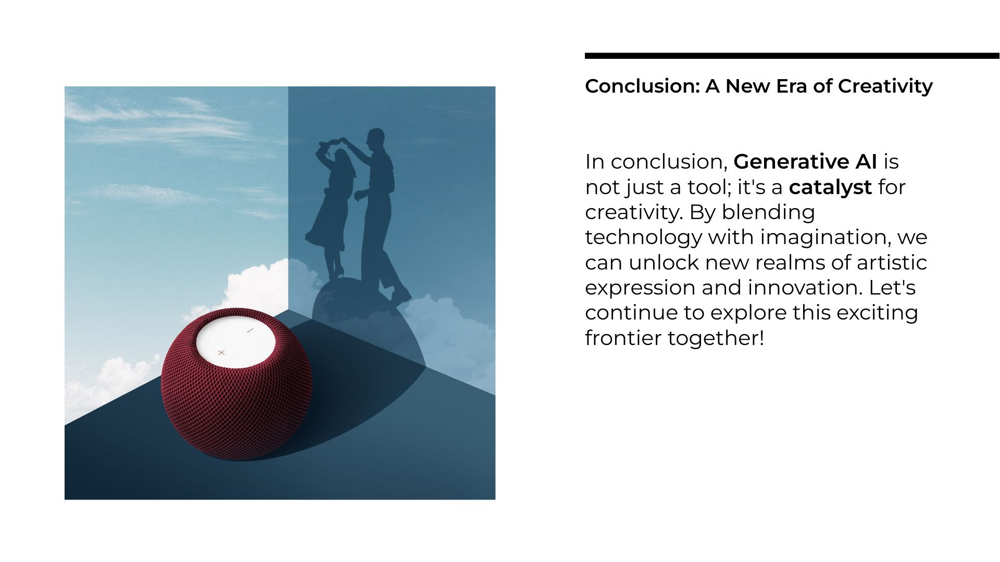 Conclusion: A New Era of Creativity
In conclusion, Generative AI is
not just a tool; it's a catalyst for
creativity. By blending
technology with imagination, we
can unlock new realms of artistic
expression and innovation. Let's
continue to explore this exciting
frontier together!